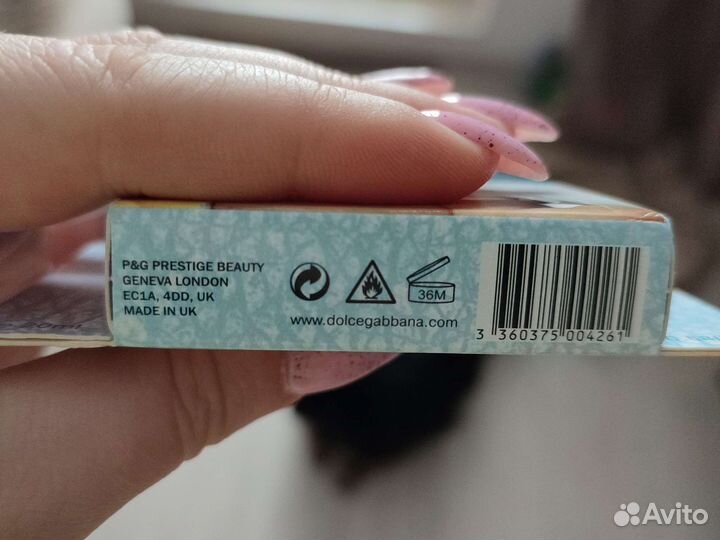 P&G PRESTIGE BEAUTY
GENEVA LONDON
EC1A, 4DD, UK
MADE IN UK
36M
www.dolcegabbana.com
3 360375 004261
Avito